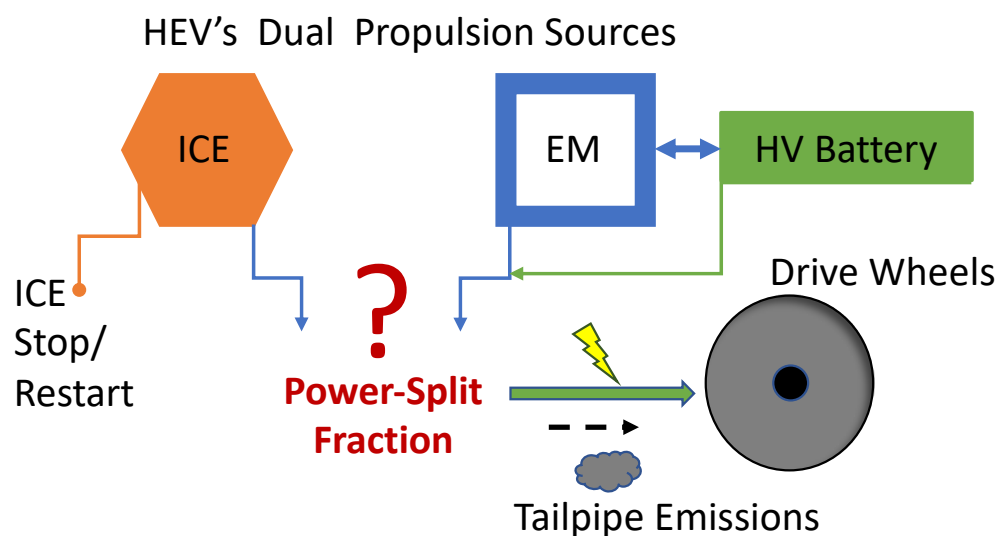 HEV's Dual Propulsion Sources
ICE
EM
HV Battery
ICE
Stop/
Restart
?
Power-Split
Fraction
Drive Wheels
Tailpipe Emissions